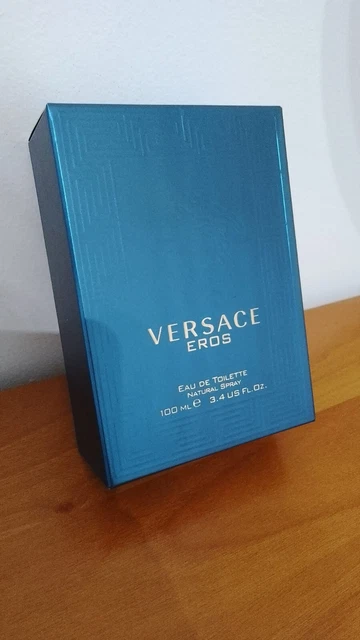 VERSACE
EROS
EAU DE TOILETTE
NATURAL SPRAY
100 ML e 3.4 US FL.OZ.